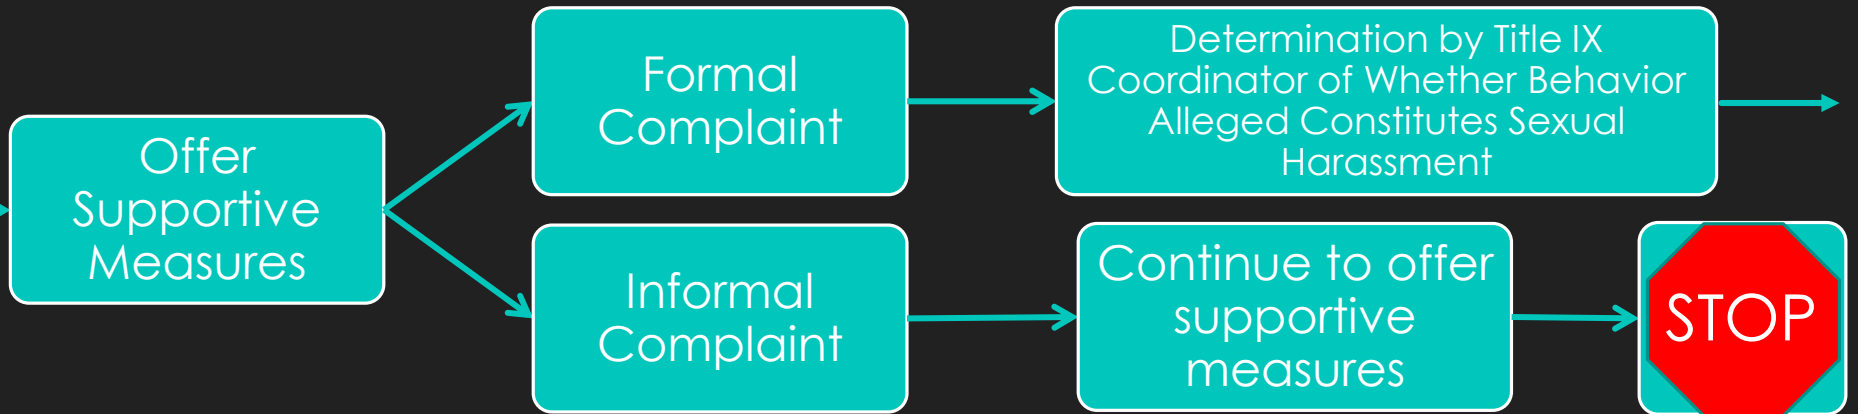 Offer
Supportive
Measures
Formal
Complaint
Determination by Title IX
Coordinator of Whether Behavior
Alleged Constitutes Sexual
Harassment
Informal
Complaint
Continue to offer
supportive
measures
STOP